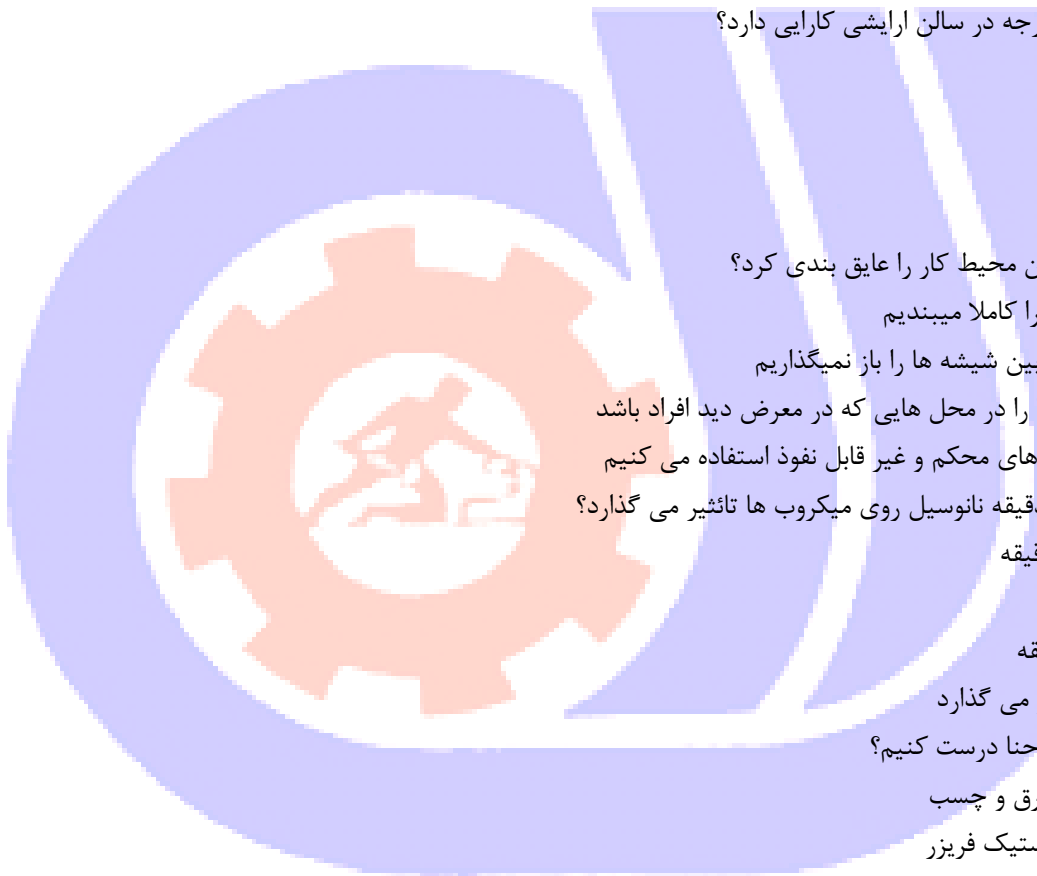 رجه در سالن ارایشی کارایی دارد؟
ن محیط کار را عایق بندی کرد؟
را کاملا میبندیم
بین شیشه ها را باز نمیگذاریم
را در محل هایی که در معرض دید افراد باشد
های محکم و غیر قابل نفوذ استفاده می کنیم
دقیقه نانوسیل روی میکروب ها تائثیر می گذارد؟
قیقه
قه
می گذارد
حنا درست کنیم؟
رق و چسب
ستیک فریزر